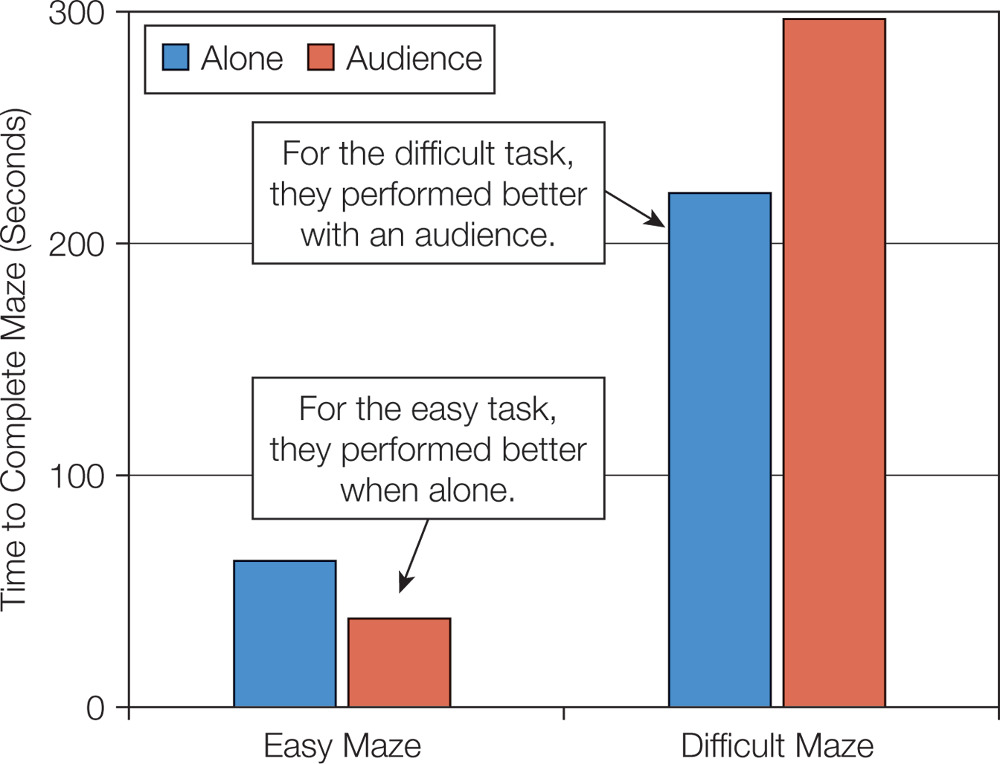 Time to Complete Maze (Seconds)
300
200
100
0
Alone
Audience
For the difficult task,
they performed better
with an audience.
For the easy task,
they performed better
when alone.
Easy Maze
Difficult Maze